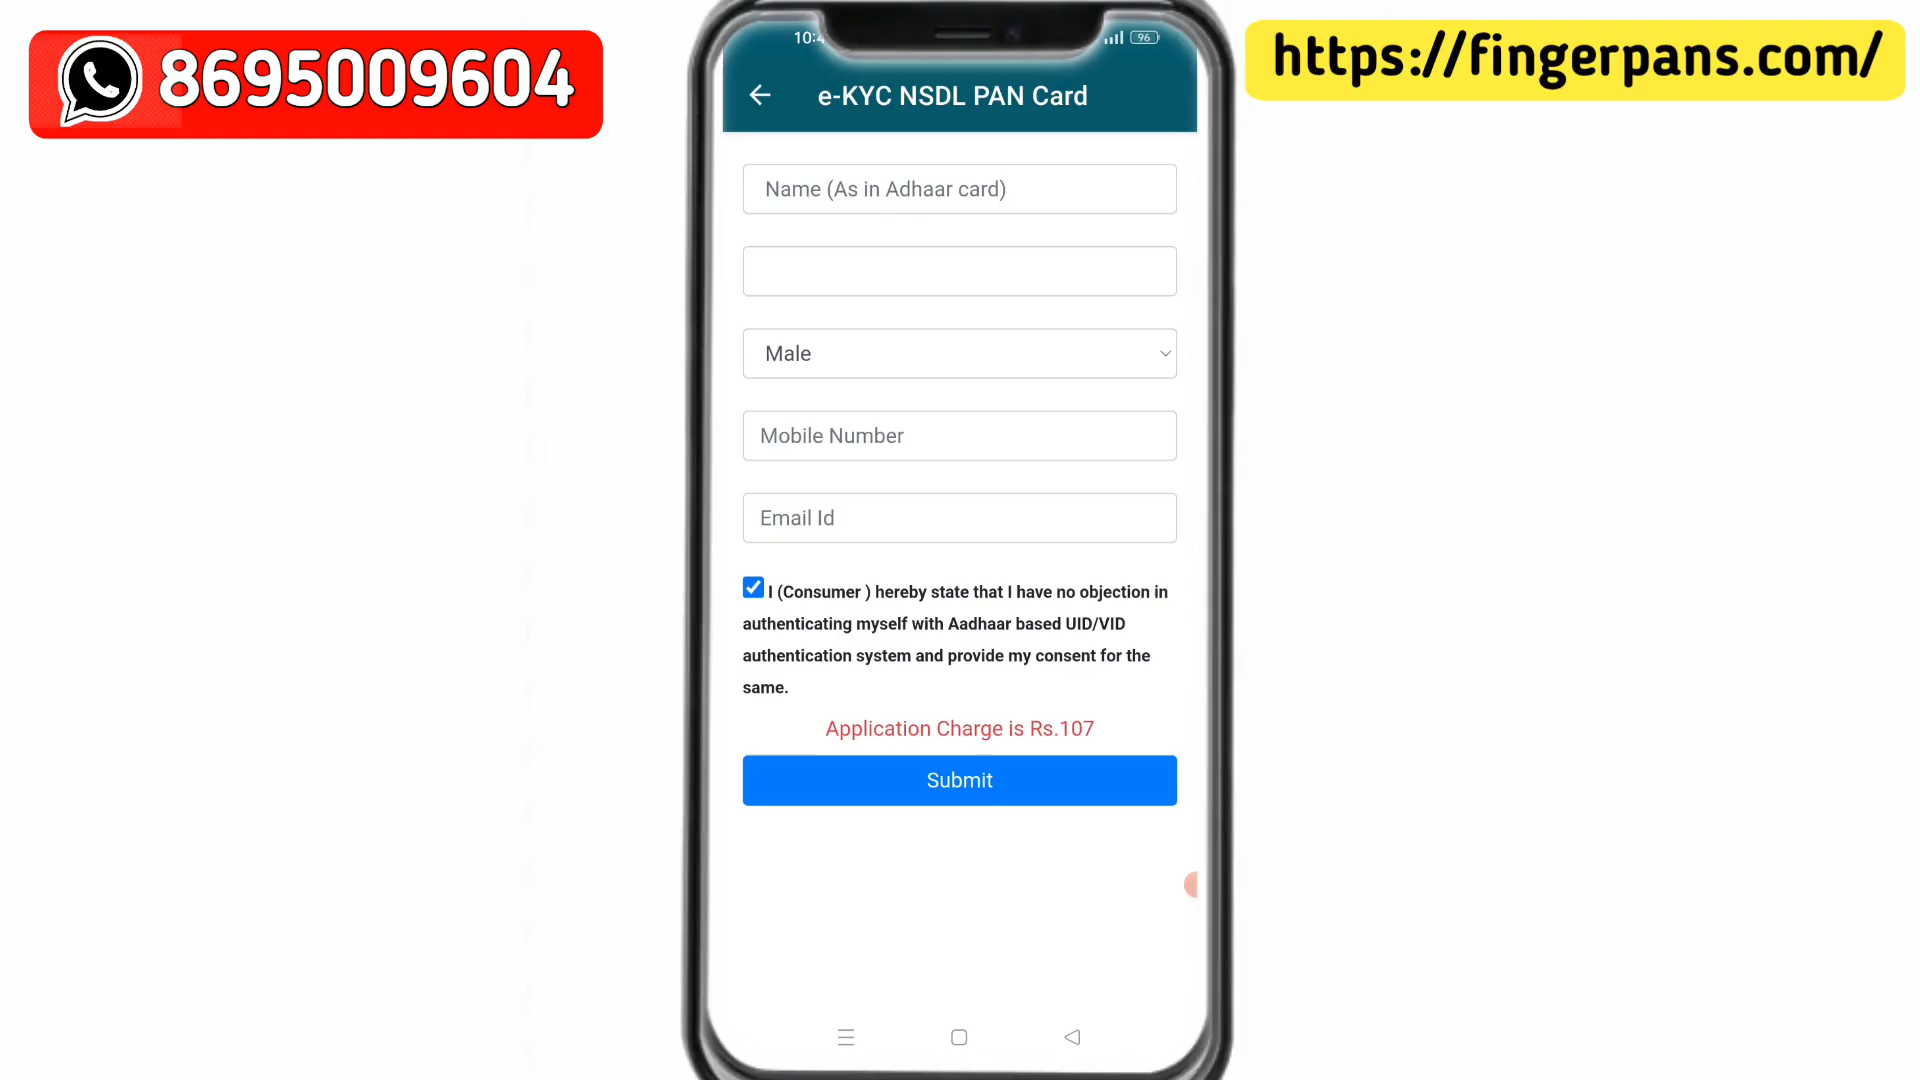 8695009604
https://fingerpans.com/
96
e-KYC NSDL PAN Card
Name (As in Adhaar card)
Male
Mobile Number
Email Id
I (Consumer ) hereby state that I have no objection in
authenticating myself with Aadhaar based UID/VID
authentication system and provide my consent for the
same.
Application Charge is Rs.107
Submit